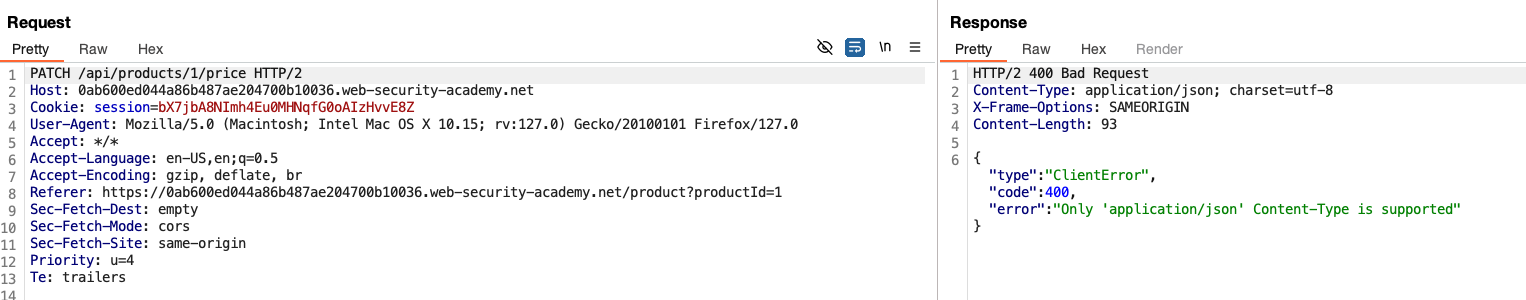 Request
Pretty Raw Hex
\n
1 PATCH /api/products/1/price HTTP/2
2 Host: 0ab600ed044a86b487ae204700b10036.web-security-academy.net
3 Cookie: session=bX7jbA8NImh4Eu0MHNqfG0oAIzHvvE8Z
4 User-Agent: Mozilla/5.0 (Macintosh; Intel Mac OS X 10.15; rv:127.0) Gecko/20100101 Firefox/127.0
5 Accept: */*
6 Accept-Language: en-US,en;q=0.5
7 Accept-Encoding: gzip, deflate, br
8 Referer: https://0ab600ed044a86b487ae204700b10036.web-security-academy.net/product?productId=1
9 Sec-Fetch-Dest: empty
10 Sec-Fetch-Mode: cors
11 Sec-Fetch-Site: same-origin
12 Priority: u=4
13 Te: trailers
14
Response
Pretty Raw Hex Render
1 HTTP/2 400 Bad Request
2 Content-Type: application/json; charset=utf-8
3 X-Frame-Options: SAMEORIGIN
4 Content-Length: 93
5
6 {
"type":"ClientError",
"code":400,
"error":"Only 'application/json' Content-Type is supported"
}